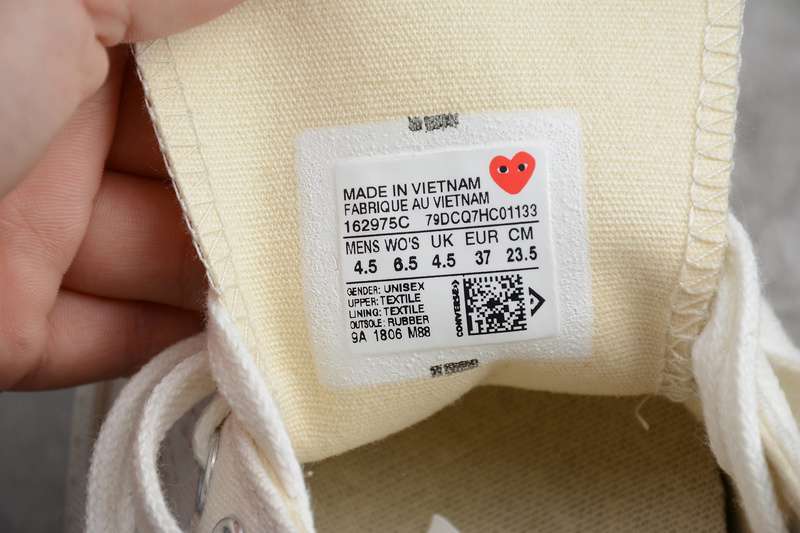 MADE IN VIETNAM
FABRIQUE AU VIETNAM
162975C 79DCQ7HC01133
MENS WO'S UK EUR CM
4.5 6.5 4.5 37 23.5
GENDER: UNISEX
UPPER: TEXTILE
LINING: TEXTILE
OUTSOLE: RUBBER
9A 1806 M88
CONVERSE